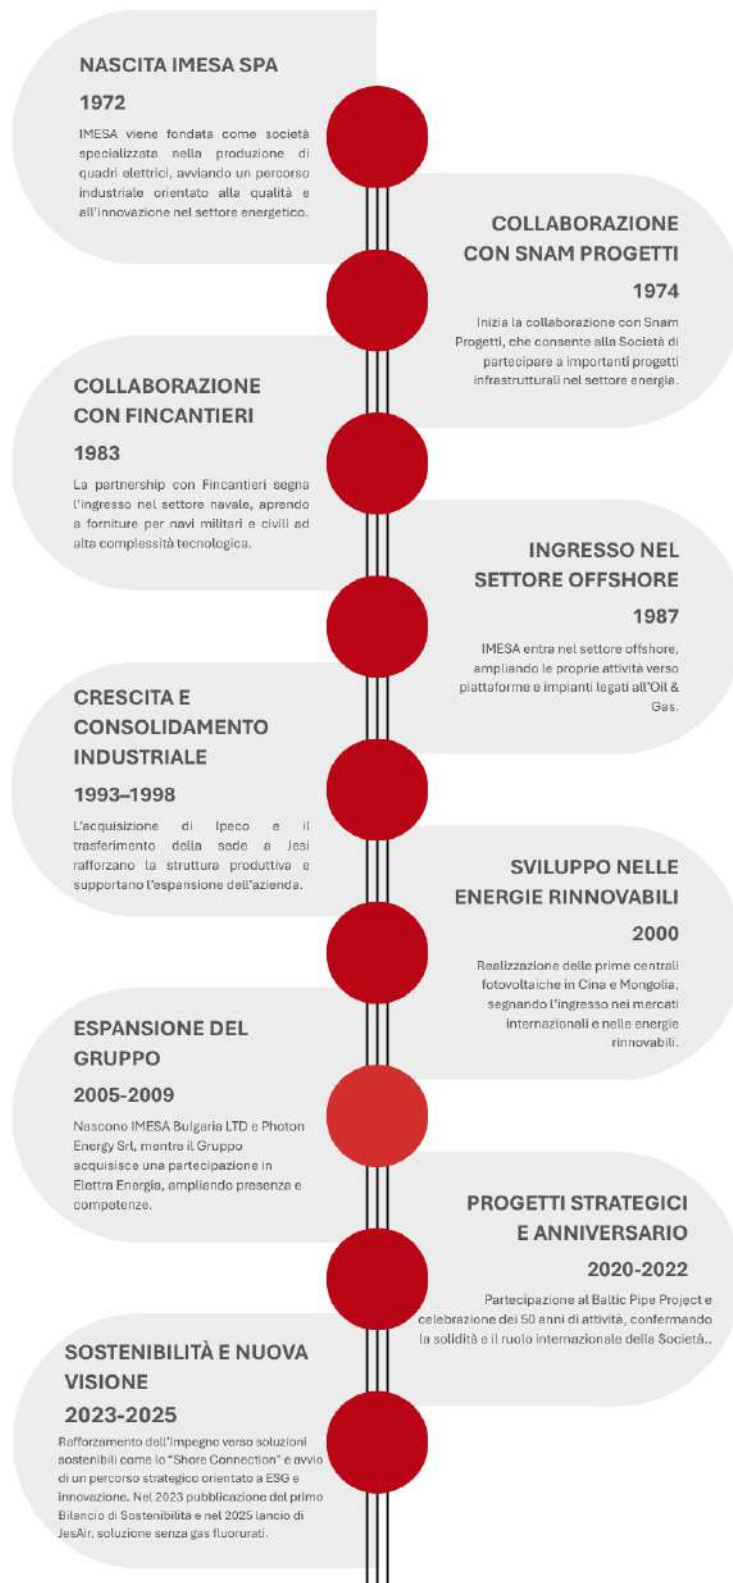 NASCITA IMESA SPA
1972
IMESA viene fondata come società
specializzata nella produzione di
quadri elettrici, avviando un percorso
industriale orientato alla qualità e
all'innovazione nel settore energetico.
COLLABORAZIONE
CON SNAM PROGETTI
1974
Inizia la collaborazione con Snam
Progetti, che consente alla Società di
partecipare a importanti progetti
infrastrutturali nel settore energia.
COLLABORAZIONE
CON FINCANTIERI
1983
La partnership con Fincantieri segna
l'ingresso nel settore navale, aprendo
a forniture per navi militari e civili ad
alta complessità tecnologica.
INGRESSO NEL
SETTORE OFFSHORE
1987
IMESA entra nel settore offshore,
ampliando le proprie attività verso
piattaforme e impianti legati all'Oil &
Gas.
CRESCITA E
CONSOLIDAMENTO
INDUSTRIALE
1993–1998
L'acquisizione di Ipeco e il
trasferimento della sede a Jesi
rafforzano la struttura produttiva e
supportano l'espansione dell'azienda.
SVILUPPO NELLE
ENERGIE RINNOVABILI
2000
Realizzazione delle prime centrali
fotovoltaiche in Cina e Mongolia,
segnando l'ingresso nei mercati
internazionali e nelle energie
rinnovabili.
ESPANSIONE DEL
GRUPPO
2005-2009
Nascono IMESA Bulgaria LTD e Photon
Energy Srl, mentre il Gruppo
acquisisce una partecipazione in
Elettra Energia, ampliando presenza e
competenze.
PROGETTI STRATEGICI
E ANNIVERSARIO
2020-2022
Partecipazione al Baltic Pipe Project e
celebrazione dei 50 anni di attività, confermando
la solidità e il ruolo internazionale della Società..
SOSTENIBILITÀ E NUOVA
VISIONE
2023-2025
Rafforzamento dell'impegno verso soluzioni
sostenibili come lo "Shore Connection" e avvio
di un percorso strategico orientato a ESG e
innovazione. Nel 2023 pubblicazione del primo
Bilancio di Sostenibilità e nel 2025 lancio di
JesAir, soluzione senza gas fluorurati.